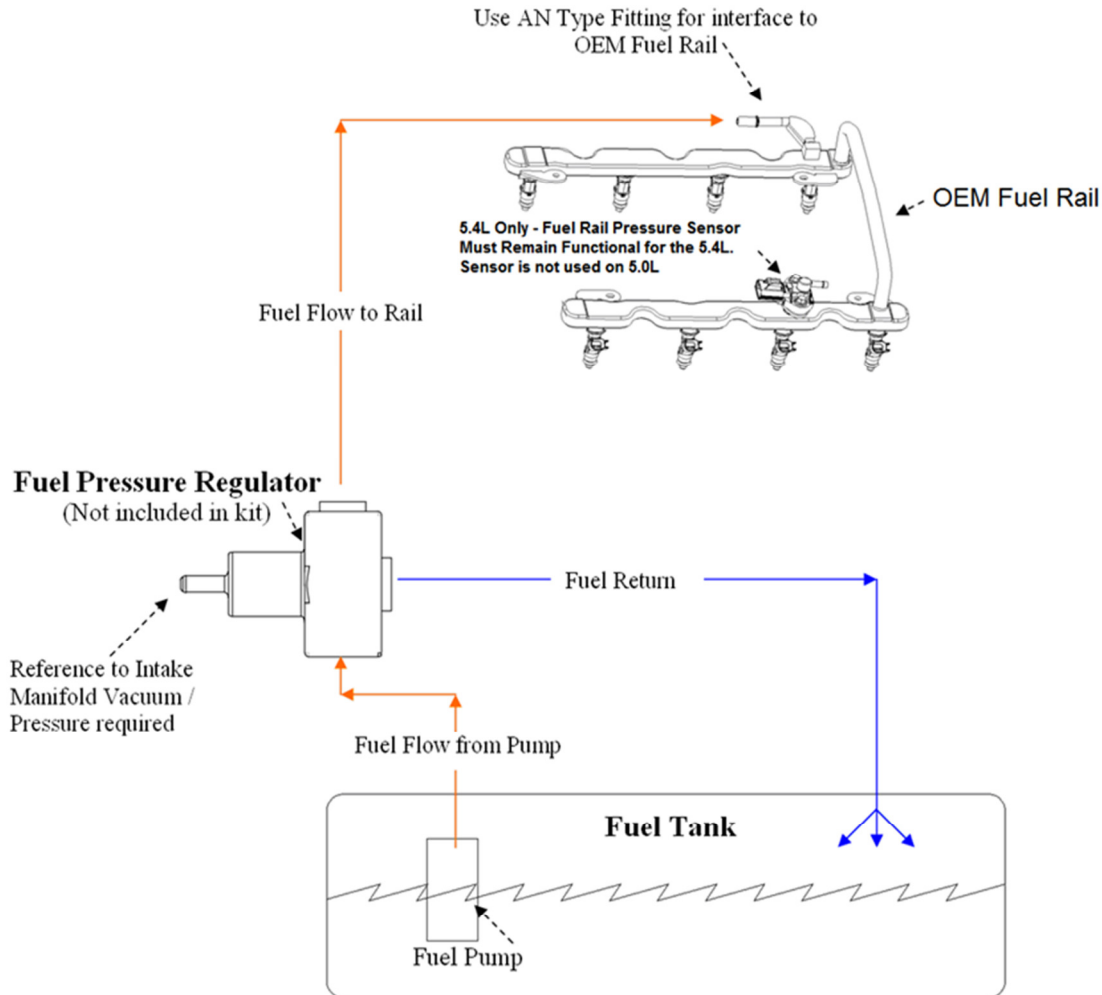 Use AN Type Fitting for interface to
OEM Fuel Rail
OEM Fuel Rail
5.4L Only - Fuel Rail Pressure Sensor
Must Remain Functional for the 5.4L.
Sensor is not used on 5.0L
Fuel Flow to Rail
Fuel Pressure Regulator
(Not included in kit)
Fuel Return
Reference to Intake
Manifold Vacuum /
Pressure required
Fuel Flow from Pump
Fuel Tank
Fuel Pump